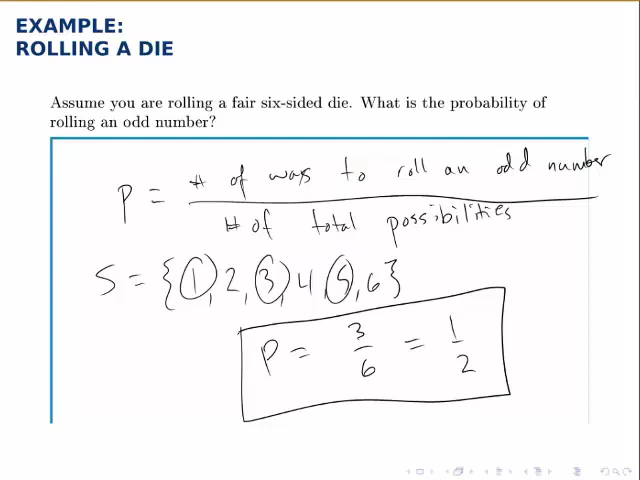 EXAMPLE:
ROLLING A DIE
Assume you are rolling a fair six-sided die. What is the probability of
rolling an odd number?
P = # of ways to roll an odd number
# of total possibilities
S = {1, 2, 3, 4, 5, 6}
P = 3/6 = 1/2